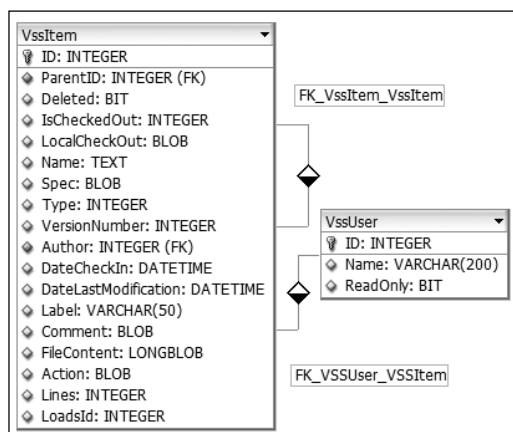 VssItem
ID: INTEGER
ParentID: INTEGER (FK)
Deleted: BIT
IsCheckedOut: INTEGER
LocalCheckOut: BLOB
Name: TEXT
Spec: BLOB
Type: INTEGER
VersionNumber: INTEGER
Author: INTEGER (FK)
DateCheckIn: DATETIME
DateLastModification: DATETIME
Label: VARCHAR(50)
Comment: BLOB
FileContent: LONGBLOB
Action: BLOB
Lines: INTEGER
LoadsId: INTEGER
FK_VssItem_VssItem
VssUser
ID: INTEGER
Name: VARCHAR(200)
ReadOnly: BIT
FK_VSSUser_VSSItem